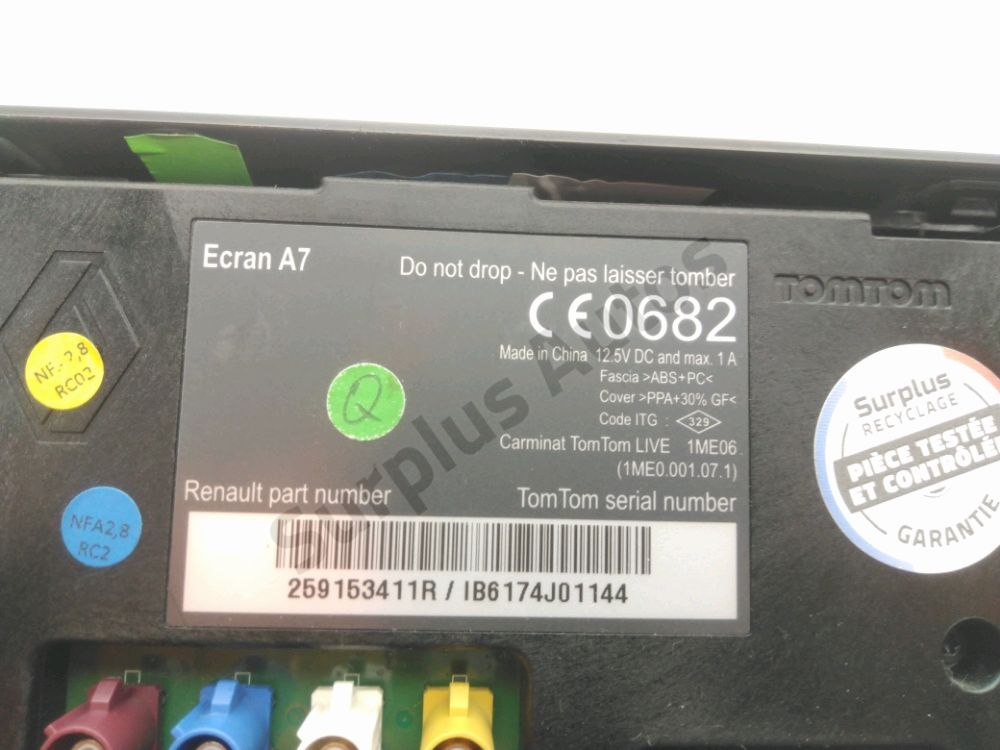 Ecran A7
Do not drop - Ne pas laisser tomber
CE0682
Made in China 12.5V DC and max. 1 A
Fascia >ABS+PC<
Cover >PPA+30% GF<
Code ITG : 329
Carminat TomTom LIVE 1ME06
(1ME0.001.07.1)
Renault part number
TomTom serial number
259153411R / IB6174J01144
TOMTOM
NFA2,8
RC2
RC02
Q
Surplus
RECYCLAGE
PIÈCE TESTÉE
ET CONTRÔLÉE
GARANTIE
Surplus Autos